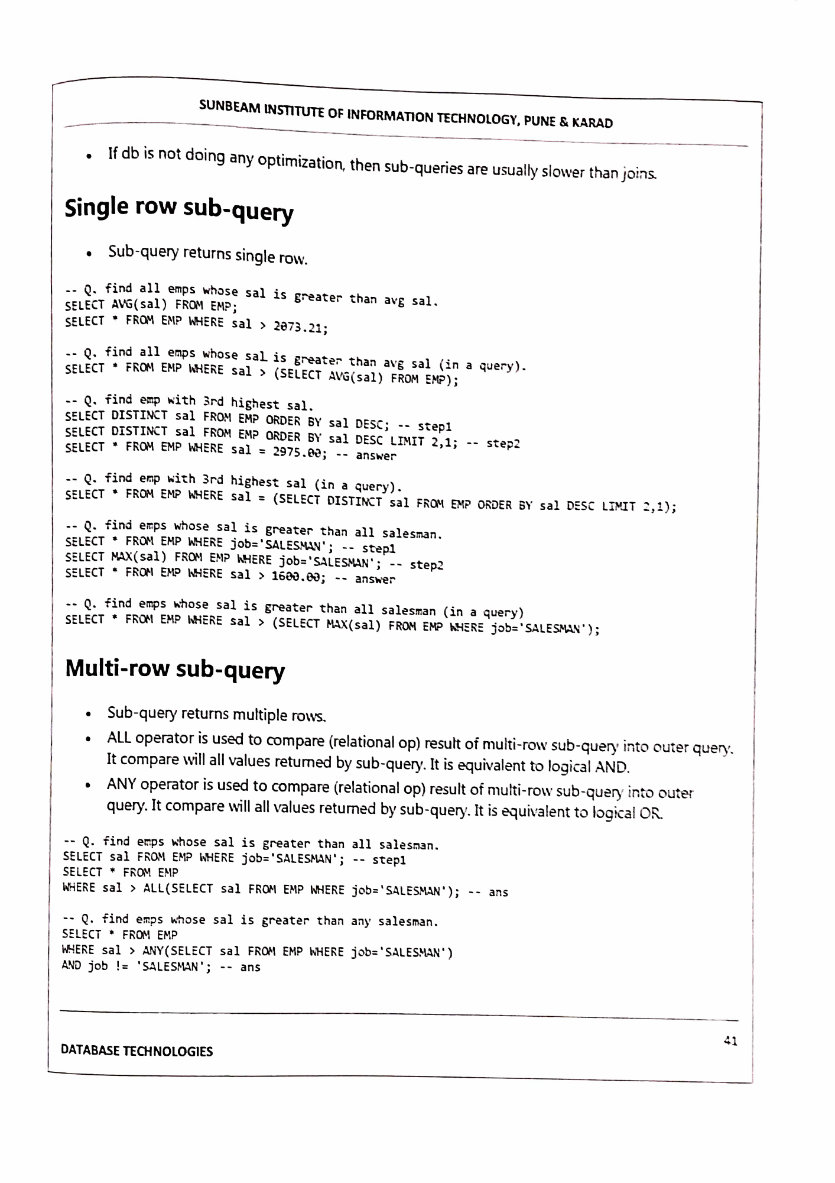 SUNBEAM INSTITUTE OF INFORMATION TECHNOLOGY, PUNE & KARAD
• If db is not doing any optimization, then sub-queries are usually slower than joins.
Single row sub-query
• Sub-query returns single row.
-- Q. find all emps whose sal is greater than avg sal.
SELECT AVG(sal) FROM EMP;
SELECT * FROM EMP WHERE sal > 2073.21;
-- Q. find all emps whose sal is greater than avg sal (in a query).
SELECT * FROM EMP WHERE sal > (SELECT AVG(sal) FROM EMP);
-- Q. find emp with 3rd highest sal.
SELECT DISTINCT sal FROM EMP ORDER BY sal DESC; -- step1
SELECT DISTINCT sal FROM EMP ORDER BY sal DESC LIMIT 2,1; -- step2
SELECT * FROM EMP WHERE sal = 2975.00; -- answer
-- Q. find emp with 3rd highest sal (in a query).
SELECT * FROM EMP WHERE sal = (SELECT DISTINCT sal FROM EMP ORDER BY sal DESC LIMIT 2,1);
-- Q. find emps whose sal is greater than all salesman.
SELECT * FROM EMP WHERE job='SALESMAN'; -- step1
SELECT MAX(sal) FROM EMP WHERE job='SALESMAN'; -- step2
SELECT * FROM EMP WHERE sal > 1600.00; -- answer
-- Q. find emps whose sal is greater than all salesman (in a query)
SELECT * FROM EMP WHERE sal > (SELECT MAX(sal) FROM EMP WHERE job='SALESMAN');
Multi-row sub-query
• Sub-query returns multiple rows.
• ALL operator is used to compare (relational op) result of multi-row sub-query into outer query.
It compare will all values returned by sub-query. It is equivalent to logical AND.
• ANY operator is used to compare (relational op) result of multi-row sub-query into outer
query. It compare will all values returned by sub-query. It is equivalent to logical OR.
-- Q. find emps whose sal is greater than all salesman.
SELECT sal FROM EMP WHERE job='SALESMAN'; -- step1
SELECT * FROM EMP
WHERE sal > ALL(SELECT sal FROM EMP WHERE job='SALESMAN'); -- ans
-- Q. find emps whose sal is greater than any salesman.
SELECT * FROM EMP
WHERE sal > ANY(SELECT sal FROM EMP WHERE job='SALESMAN')
AND job != 'SALESMAN'; -- ans
DATABASE TECHNOLOGIES
41